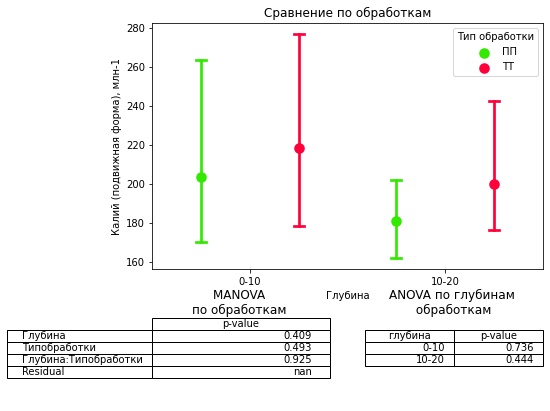 Сравнение по обработкам
Тип обработки
ПП
ТТ
Калий (подвижная форма), млн-1
280
260
240
220
200
180
160
0-10
10-20
Глубина
MANOVA
по обработкам
p-value
Глубина 0.409
Типобработки 0.493
Глубина:Типобработки 0.925
Residual nan
ANOVA по глубинам
обработкам
глубина p-value
0-10 0.736
10-20 0.444